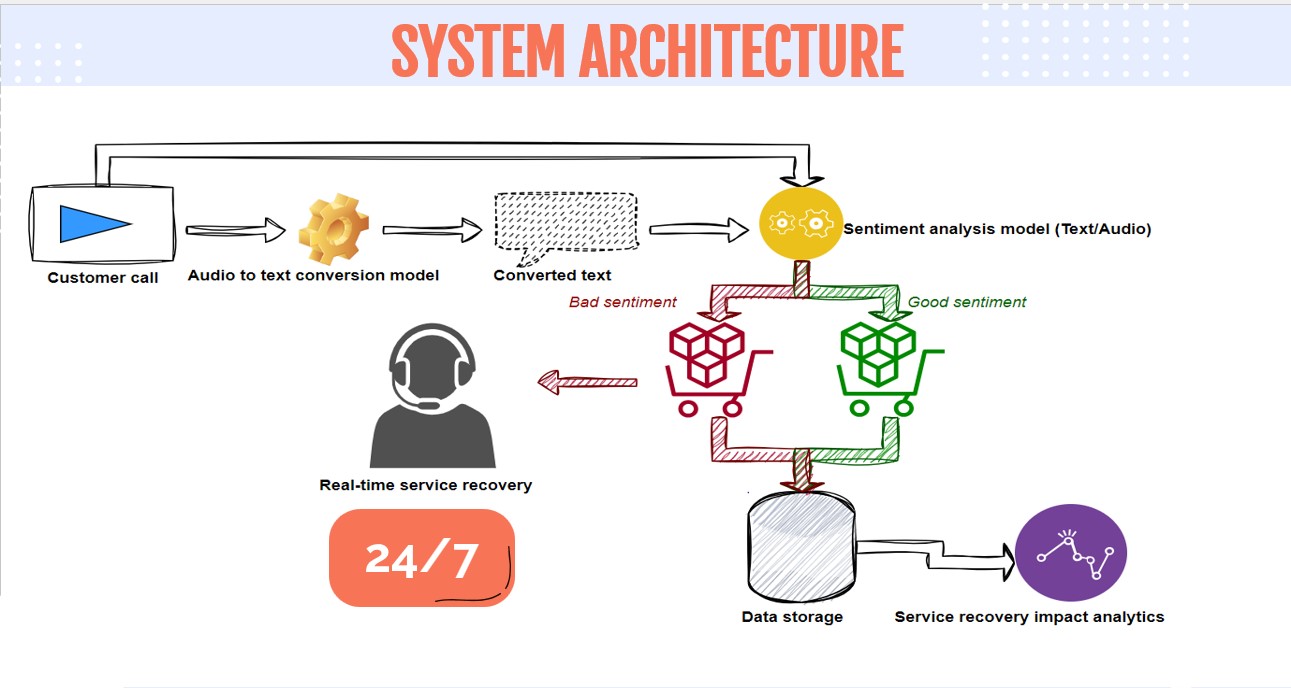 SYSTEM ARCHITECTURE
Sentiment analysis model (Text/Audio)
Customer call
Audio to text conversion model
Converted text
Bad sentiment
Good sentiment
Real-time service recovery
24/7
Data storage
Service recovery impact analytics